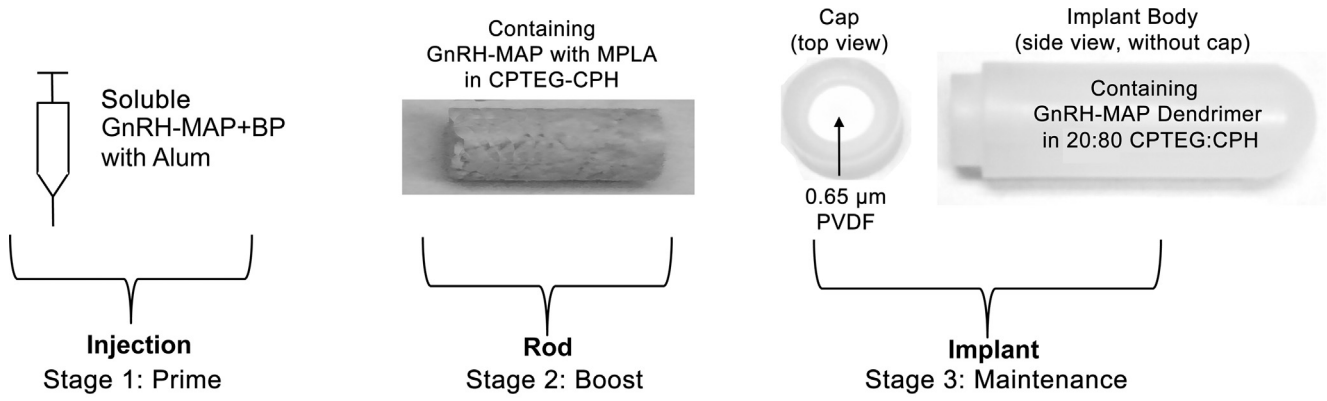 Soluble
GnRH-MAP+BP
with Alum
Injection
Stage 1: Prime
Containing
GnRH-MAP with MPLA
in CPTEG-CPH
Rod
Stage 2: Boost
Cap
(top view)
0.65 µm
PVDF
Implant Body
(side view, without cap)
Containing
GnRH-MAP Dendrimer
in 20:80 CPTEG:CPH
Implant
Stage 3: Maintenance